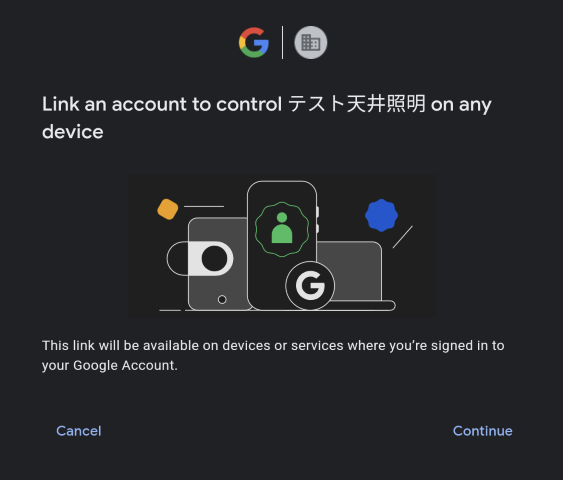 Link an account to control テスト天井照明 on any
device
This link will be available on devices or services where you're signed in to
your Google Account.
Cancel
Continue